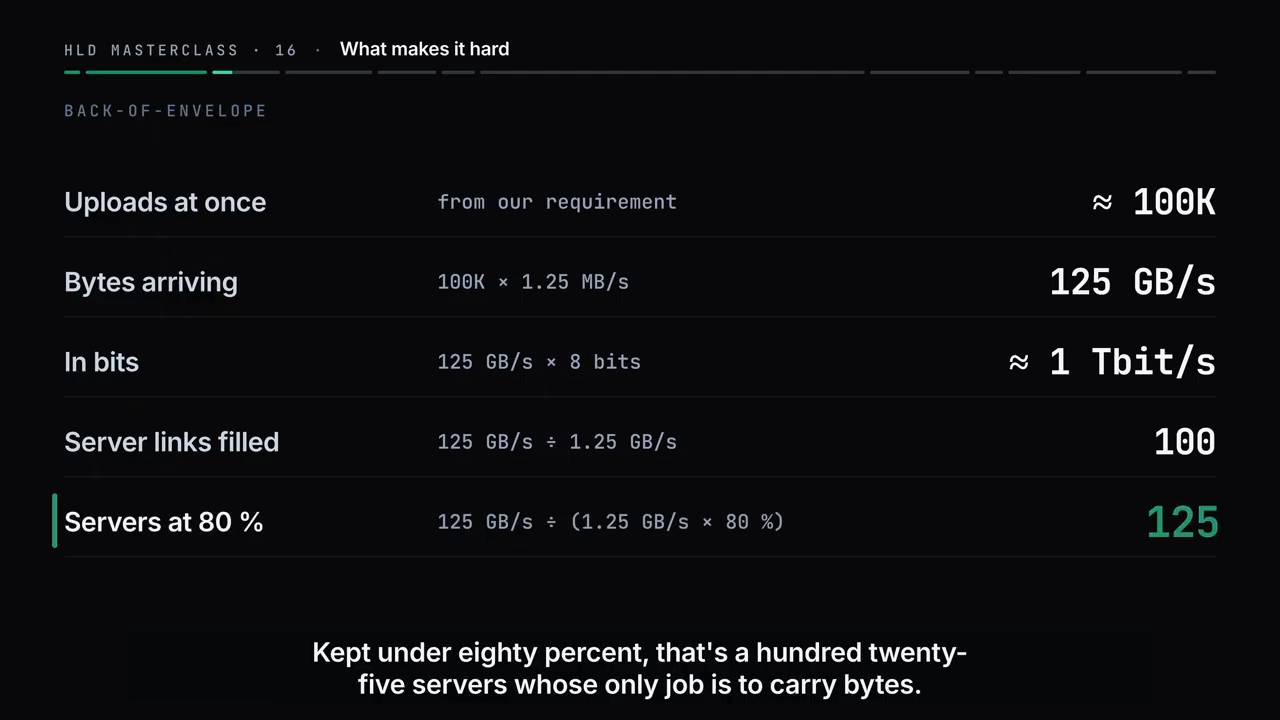 HLD MASTERCLASS · 16 · What makes it hard
BACK-OF-ENVELOPE
Uploads at once from our requirement ≈ 100K
Bytes arriving 100K × 1.25 MB/s 125 GB/s
In bits 125 GB/s × 8 bits ≈ 1 Tbit/s
Server links filled 125 GB/s ÷ 1.25 GB/s 100
Servers at 80 % 125 GB/s ÷ (1.25 GB/s × 80 %) 125
Kept under eighty percent, that's a hundred twenty-
five servers whose only job is to carry bytes.